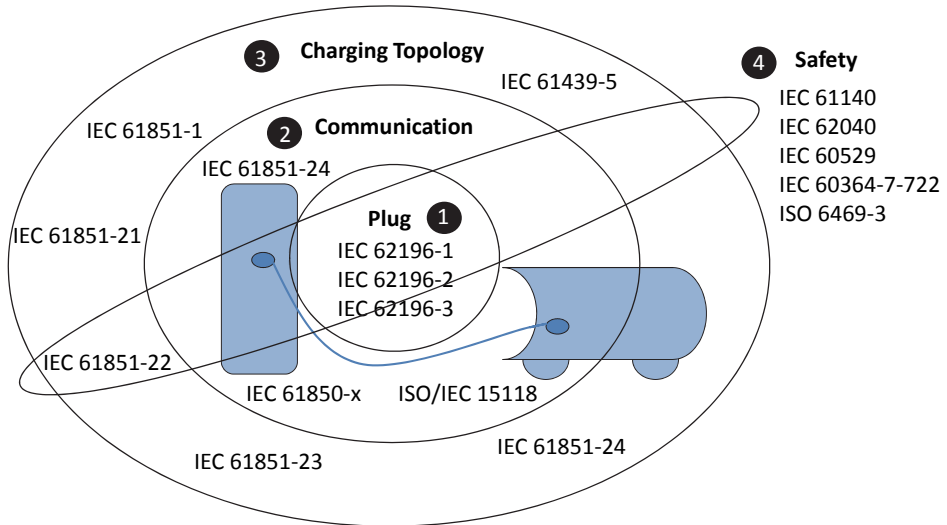 3 Charging Topology
4 Safety
IEC 61439-5
IEC 61140
IEC 62040
IEC 60529
IEC 60364-7-722
ISO 6469-3
IEC 61851-1
2 Communication
IEC 61851-24
Plug 1
IEC 62196-1
IEC 62196-2
IEC 62196-3
IEC 61851-21
IEC 61851-22
IEC 61850-x
ISO/IEC 15118
IEC 61851-23
IEC 61851-24